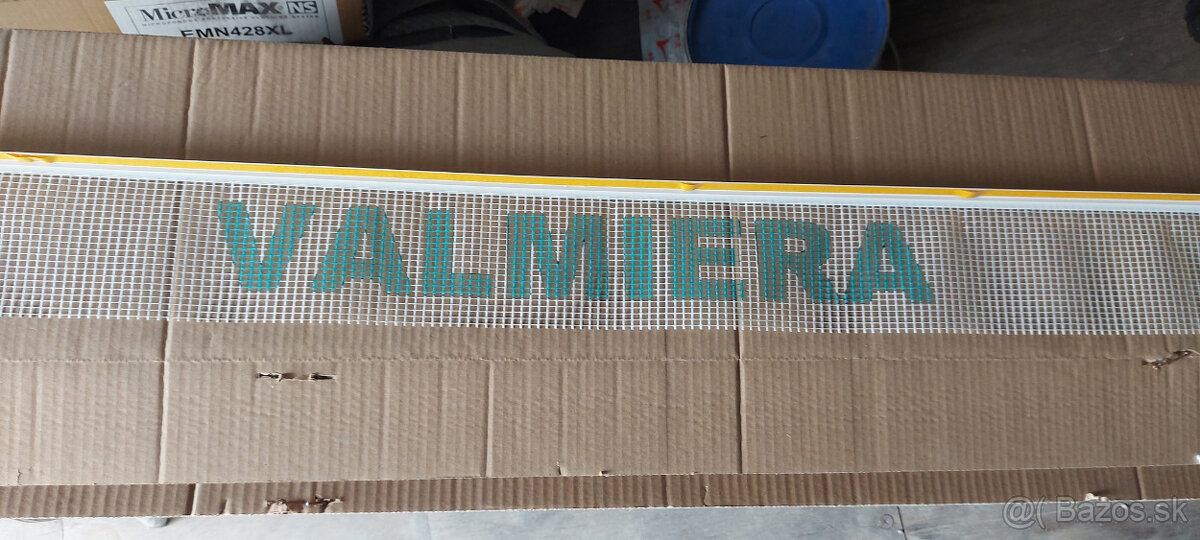 MicroMAX NS
EMN428XL
VALMIERA
@( Bazos.sk